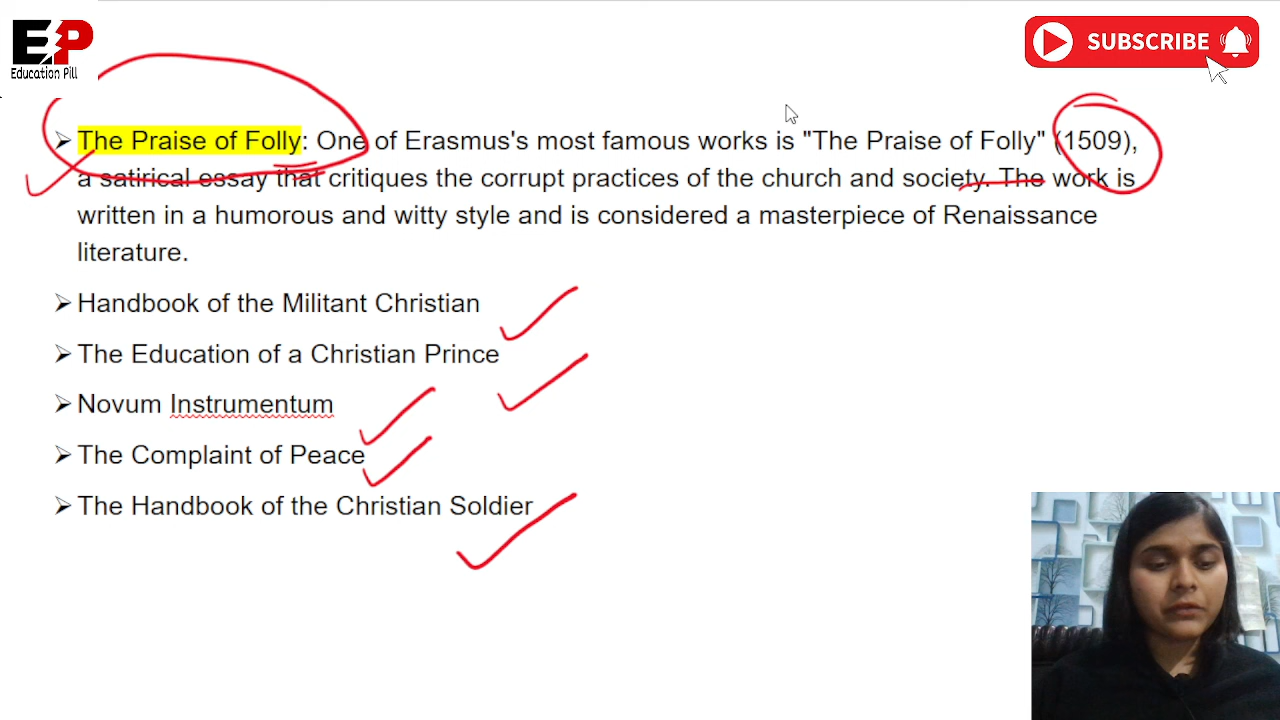 EP
Education Pill
SUBSCRIBE
➢ The Praise of Folly: One of Erasmus's most famous works is "The Praise of Folly" (1509),
a satirical essay that critiques the corrupt practices of the church and society. The work is
written in a humorous and witty style and is considered a masterpiece of Renaissance
literature.
➢ Handbook of the Militant Christian
➢ The Education of a Christian Prince
➢ Novum Instrumentum
➢ The Complaint of Peace
➢ The Handbook of the Christian Soldier